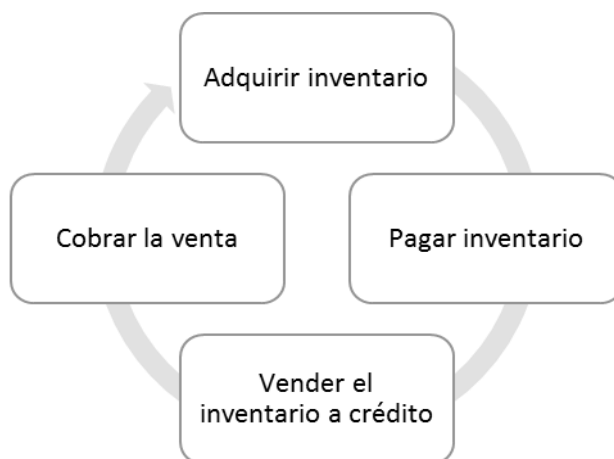 Adquirir inventario
Pagar inventario
Vender el
inventario a crédito
Cobrar la venta